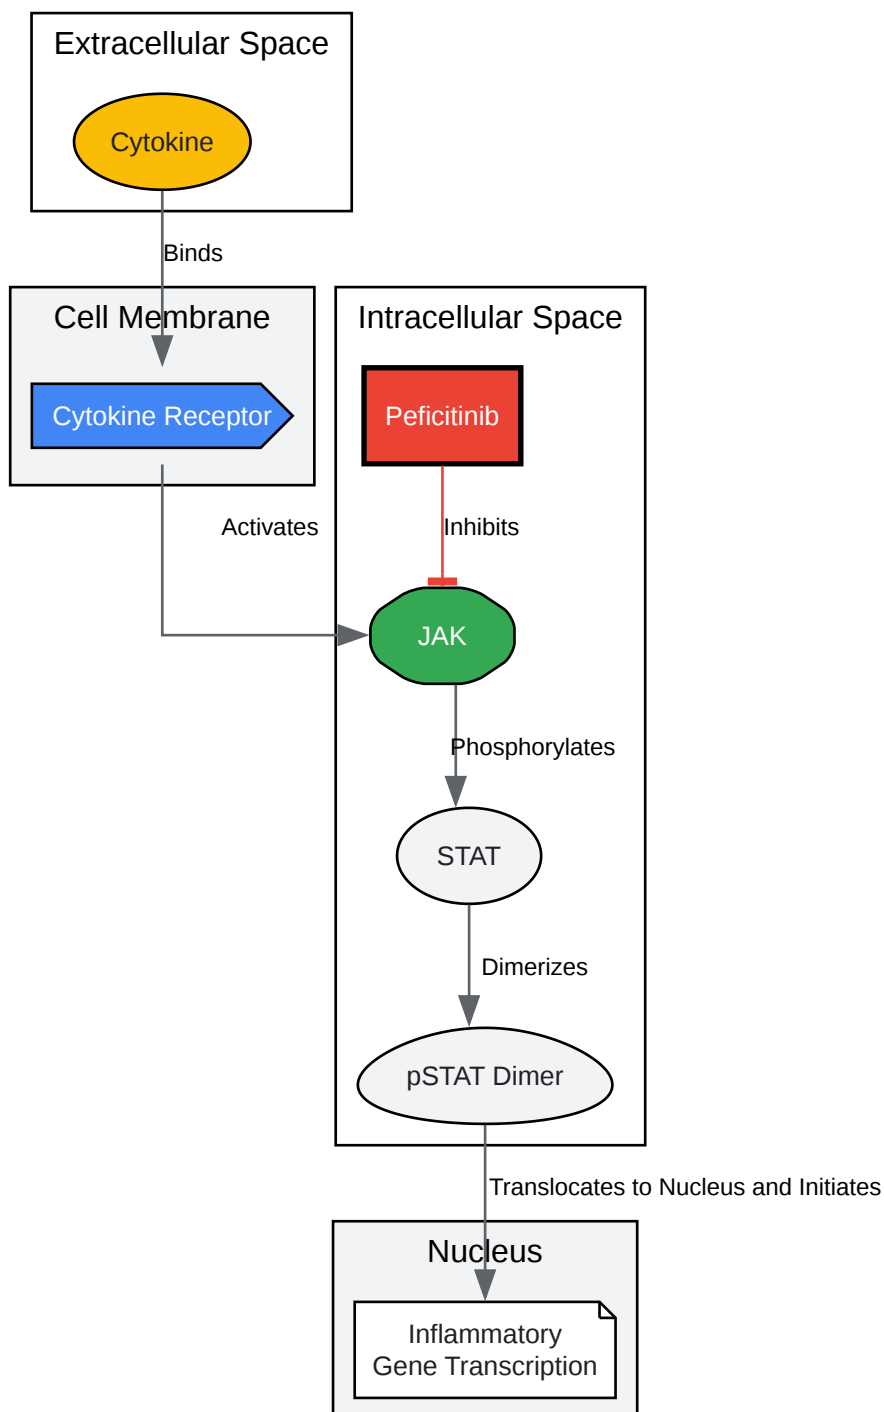 Extracellular Space
Cytokine
Binds
Cell Membrane
Cytokine Receptor
Activates
Intracellular Space
Peficitinib
Inhibits
JAK
Phosphorylates
STAT
Dimerizes
pSTAT Dimer
Translocates to Nucleus and Initiates
Nucleus
Inflammatory
Gene Transcription